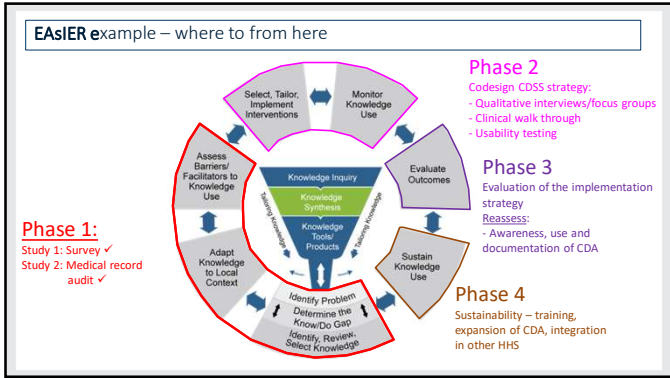 EAsIER example – where to from here
Phase 2
Codesign CDSS strategy:
- Qualitative interviews/focus groups
- Clinical walk through
- Usability testing
Select, Tailor,
Implement
Interventions
Monitor
Knowledge
Use
Assess
Barriers/
Facilitators to
Knowledge
Use
Evaluate
Outcomes
Phase 3
Evaluation of the implementation
strategy
Reassess:
- Awareness, use and
documentation of CDA
Knowledge Inquiry
Knowledge
Synthesis
Knowledge
Tools/
Products
Tailoring Knowledge
Tailoring Knowledge
Phase 1:
Study 1: Survey ✓
Study 2: Medical record
audit ✓
Adapt
Knowledge
to Local
Context
Sustain
Knowledge
Use
Phase 4
Sustainability – training,
expansion of CDA, integration
in other HHS
Identify Problem
Determine the
Know/Do Gap
Identify, Review,
Select Knowledge